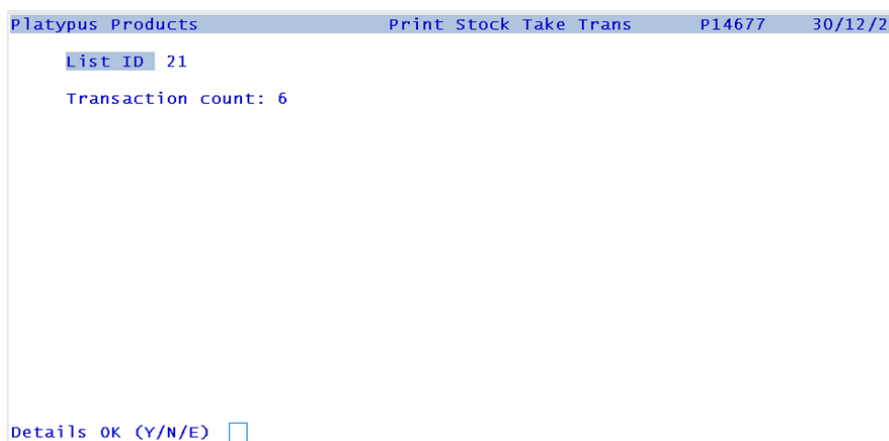 Platypus Products Print Stock Take Trans P14677 30/12/2
List ID 21
Transaction count: 6
Details OK (Y/N/E)